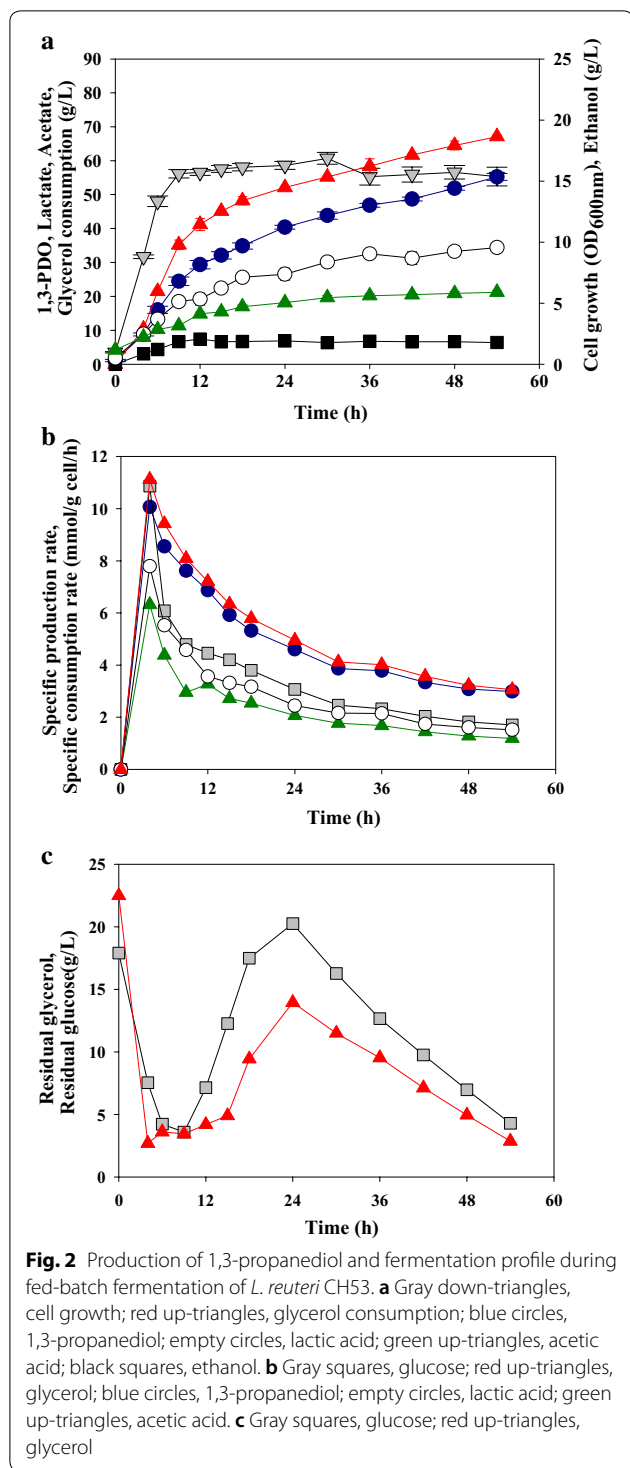 a
1,3-PDO, Lactate, Acetate,
Glycerol consumption (g/L)
90
80
70
60
50
40
30
20
10
0
25
20
15
10
5
0
Cell growth (OD600nm), Ethanol (g/L)
0 12 24 36 48 60
Time (h)
b
Specific production rate,
Specific consumption rate (mmol/g cell/h)
12
10
8
6
4
2
0
0 12 24 36 48 60
Time (h)
c
Residual glycerol,
Residual glucose(g/L)
25
20
15
10
5
0
0 12 24 36 48 60
Time (h)
Fig. 2 Production of 1,3-propanediol and fermentation profile during
fed-batch fermentation of L. reuteri CH53. a Gray down-triangles,
cell growth; red up-triangles, glycerol consumption; blue circles,
1,3-propanediol; empty circles, lactic acid; green up-triangles, acetic
acid; black squares, ethanol. b Gray squares, glucose; red up-triangles,
glycerol; blue circles, 1,3-propanediol; empty circles, lactic acid; green
up-triangles, acetic acid. c Gray squares, glucose; red up-triangles,
glycerol